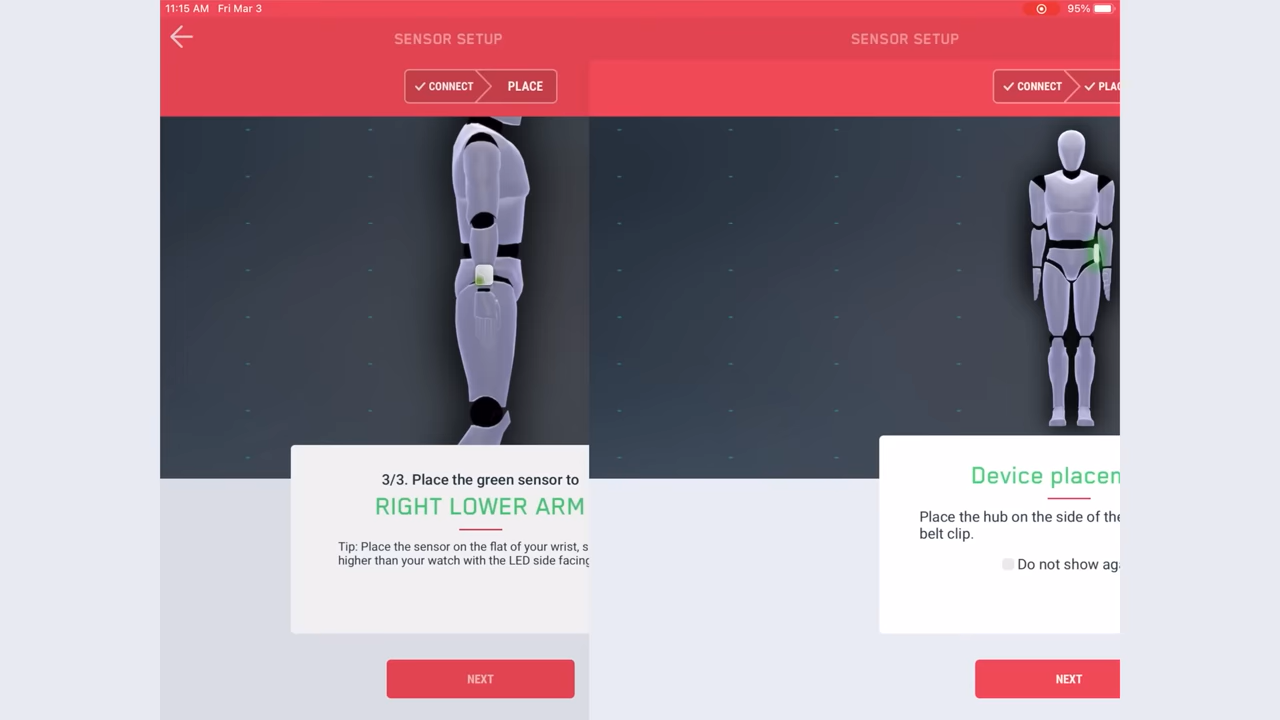 11:15 AM Fri Mar 3
95%
SENSOR SETUP
CONNECT
PLACE
3/3. Place the green sensor to
RIGHT LOWER ARM
Tip: Place the sensor on the flat of your wrist, s
higher than your watch with the LED side facing
NEXT
SENSOR SETUP
CONNECT
PLAC
Device placem
Place the hub on the side of the
belt clip.
Do not show aga
NEXT